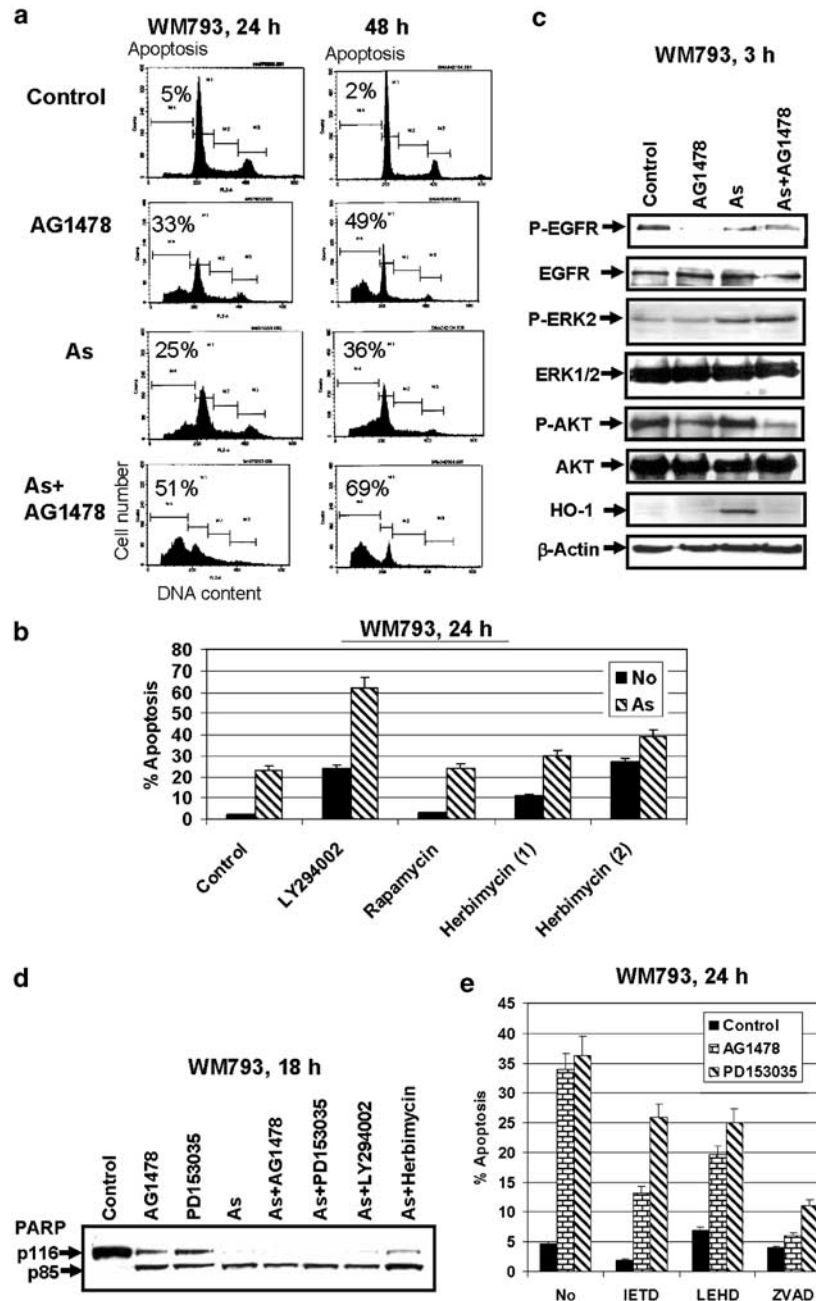 a
WM793, 24 h
48 h
Apoptosis
Apoptosis
Control
5%
2%
AG1478
33%
49%
As
25%
36%
As+
AG1478
51%
69%
Cell number
DNA content
c
WM793, 3 h
Control
AG1478
As
As+AG1478
P-EGFR
EGFR
P-ERK2
ERK1/2
P-AKT
AKT
HO-1
β-Actin
b
WM793, 24 h
% Apoptosis
80
70
60
50
40
30
20
10
0
No
As
Control
LY294002
Rapamycin
Herbimycin (1)
Herbimycin (2)
d
WM793, 18 h
Control
AG1478
PD153035
As
As+AG1478
As+PD153035
As+LY294002
As+Herbimycin
PARP
p116
p85
e
WM793, 24 h
% Apoptosis
45
40
35
30
25
20
15
10
5
0
Control
AG1478
PD153035
No
IETD
LEHD
ZVAD